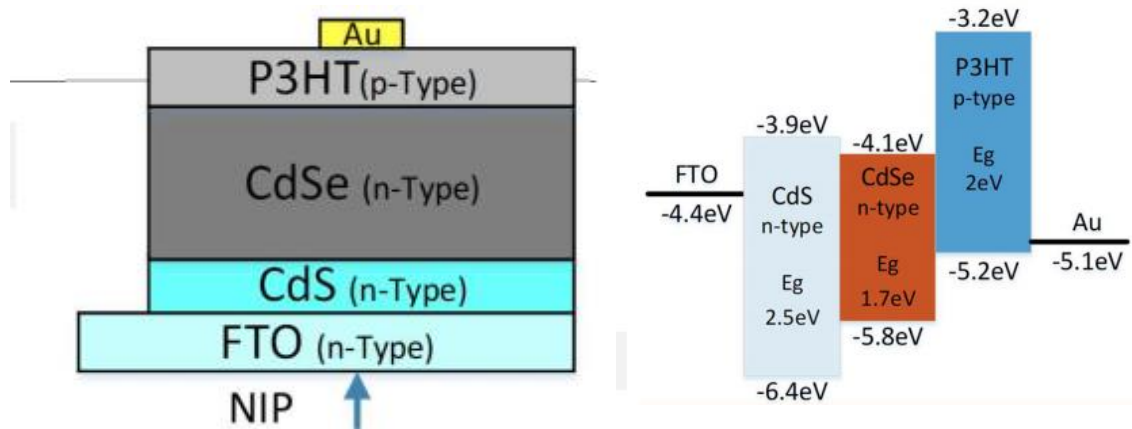 Au
P3HT(p-Type)
CdSe (n-Type)
CdS (n-Type)
FTO (n-Type)
NIP
-3.2eV
P3HT
p-type
Eg
2eV
-5.2eV
-3.9eV
CdS
n-type
Eg
2.5eV
-6.4eV
-4.1eV
CdSe
n-type
Eg
1.7eV
-5.8eV
FTO
-4.4eV
Au
-5.1eV